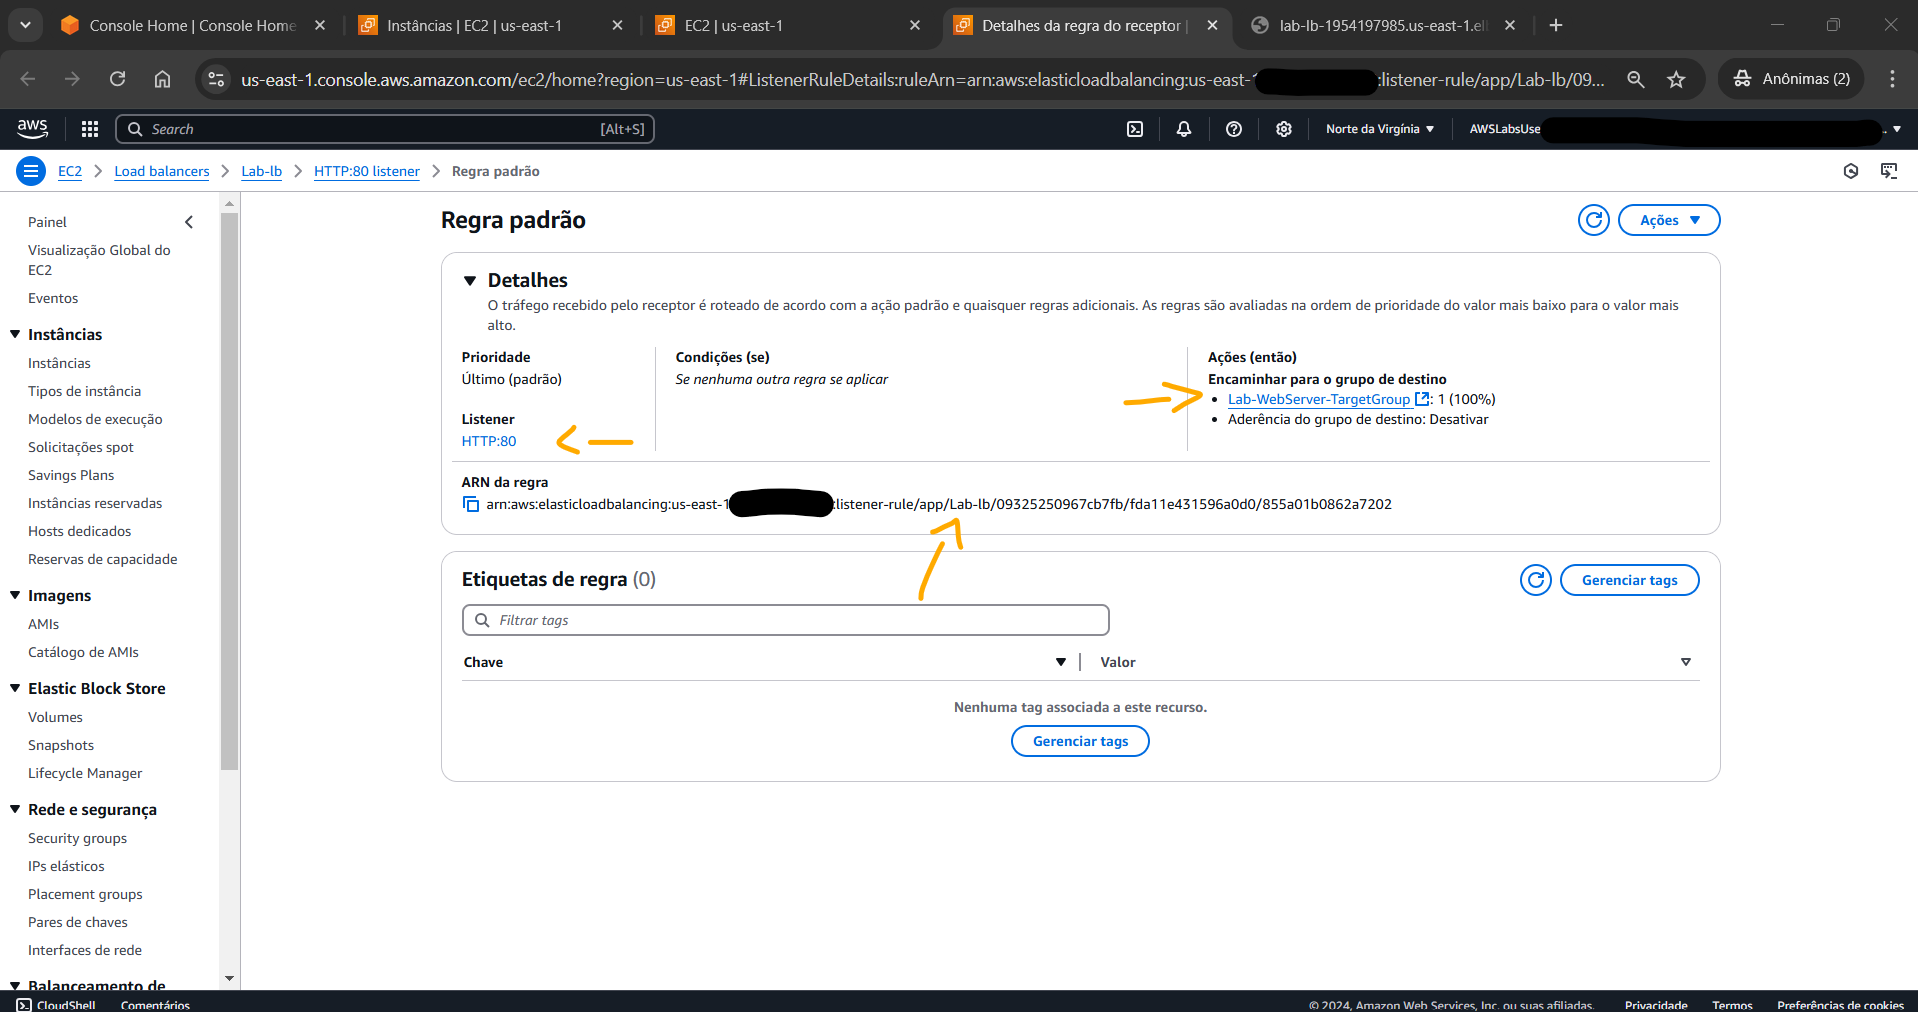 Console Home | Console Home
Instâncias | EC2 | us-east-1
EC2 | us-east-1
Detalhes da regra do receptor |
lab-lb-1954197985.us-east-1.el
us-east-1.console.aws.amazon.com/ec2/home?region=us-east-1#ListenerRuleDetails:ruleArn=arn:aws:elasticloadbalancing:us-east- :listener-rule/app/Lab-lb/09...
Anônimas (2)
aws
Search
[Alt+S]
Norte da Virgínia
AWSLabsUse
EC2
Load balancers
Lab-lb
HTTP:80 listener
Regra padrão
Painel
Visualização Global do
EC2
Eventos
Instâncias
Instâncias
Tipos de instância
Modelos de execução
Solicitações spot
Savings Plans
Instâncias reservadas
Hosts dedicados
Reservas de capacidade
Imagens
AMIs
Catálogo de AMIs
Elastic Block Store
Volumes
Snapshots
Lifecycle Manager
Rede e segurança
Security groups
IPs elásticos
Placement groups
Pares de chaves
Interfaces de rede
Balanceamento de
Regra padrão
Ações
Detalhes
O tráfego recebido pelo receptor é roteado de acordo com a ação padrão e quaisquer regras adicionais. As regras são avaliadas na ordem de prioridade do valor mais baixo para o valor mais
alto.
Prioridade
Último (padrão)
Listener
HTTP:80
Condições (se)
Se nenhuma outra regra se aplicar
Ações (então)
Encaminhar para o grupo de destino
Lab-WebServer-TargetGroup : 1 (100%)
Aderência do grupo de destino: Desativar
ARN da regra
arn:aws:elasticloadbalancing:us-east-1 :listener-rule/app/Lab-lb/09325250967cb7fb/fda11e431596a0d0/855a01b0862a7202
Etiquetas de regra (0)
Gerenciar tags
Filtrar tags
Chave
Valor
Nenhuma tag associada a este recurso.
Gerenciar tags
CloudShell
Comentários
© 2024, Amazon Web Services, Inc. ou suas afiliadas.
Privacidade
Termos
Preferências de cookies